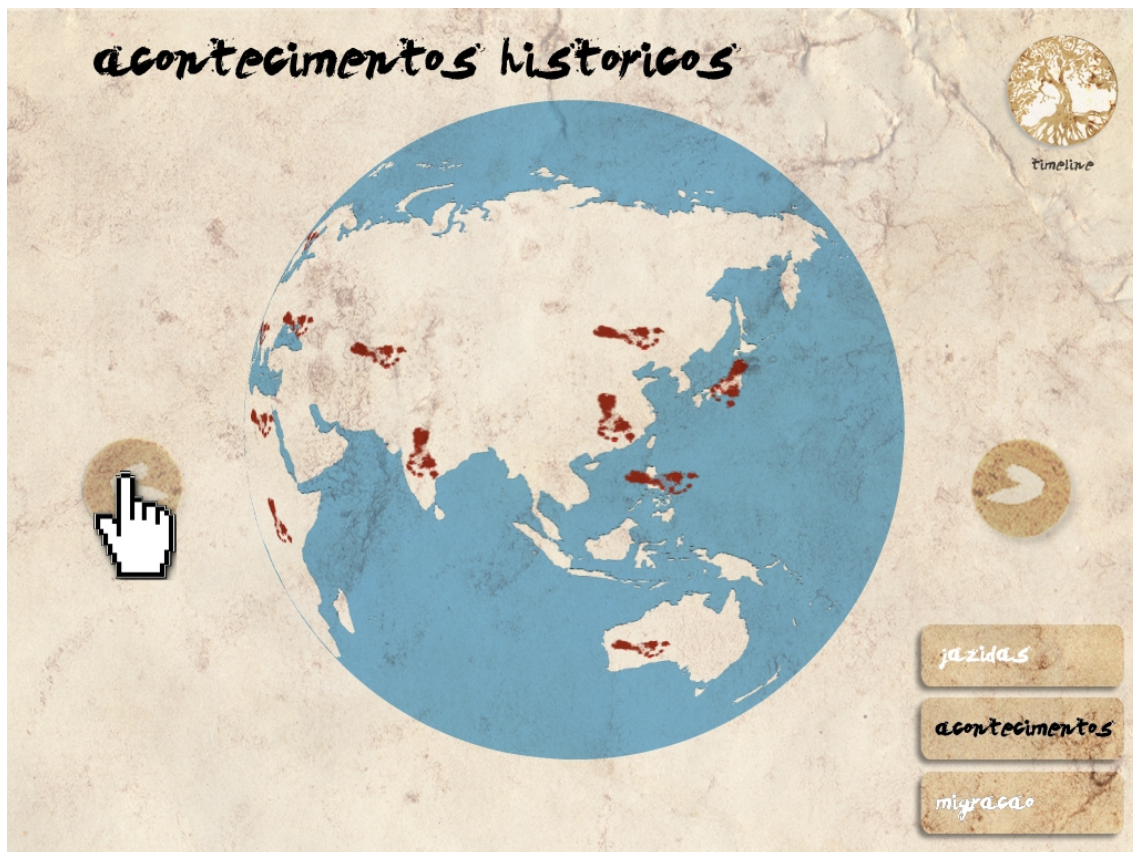 acontecimentos historicos
timeline
jazidas
acontecimentos
migracao